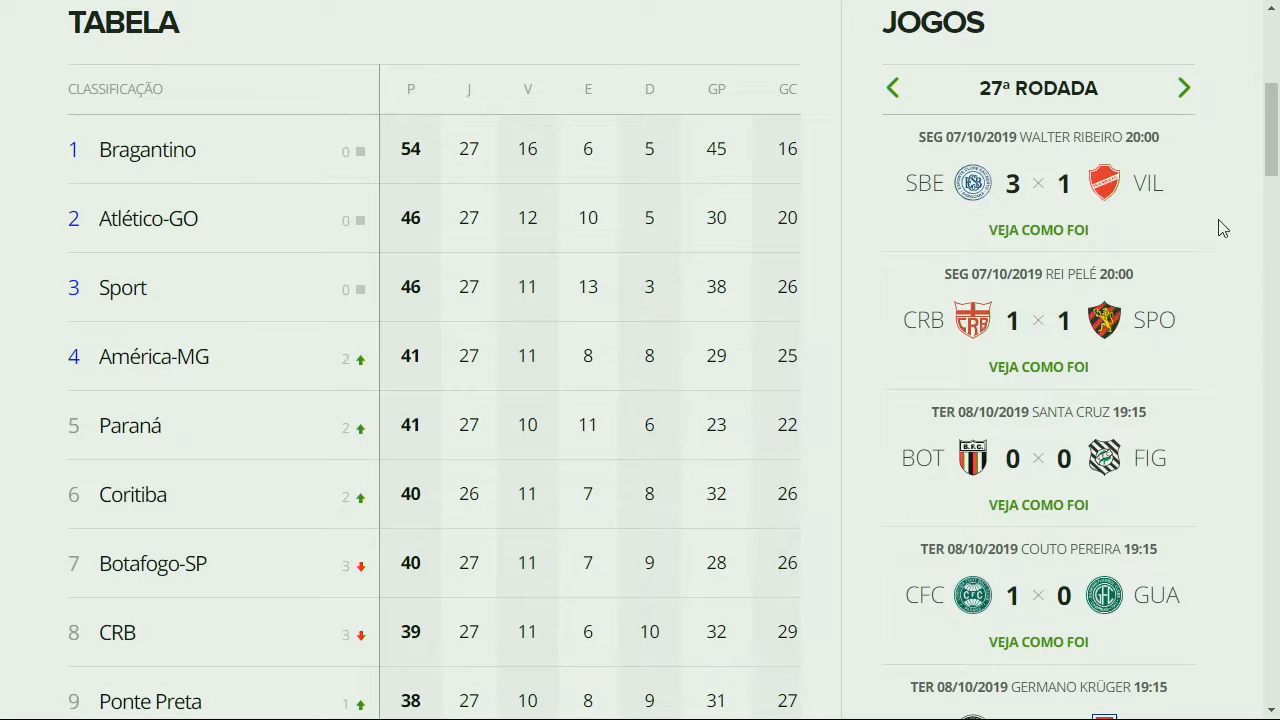 TABELA
CLASSIFICAÇÃO P J V E D GP GC
1 Bragantino 0 54 27 16 6 5 45 16
2 Atlético-GO 0 46 27 12 10 5 30 20
3 Sport 0 46 27 11 13 3 38 26
4 América-MG 2 41 27 11 8 8 29 25
5 Paraná 2 41 27 10 11 6 23 22
6 Coritiba 2 40 26 11 7 8 32 26
7 Botafogo-SP 3 40 27 11 7 9 28 26
8 CRB 3 39 27 11 6 10 32 29
9 Ponte Preta 1 38 27 10 8 9 31 27
JOGOS
27ª RODADA
SEG 07/10/2019 WALTER RIBEIRO 20:00
SBE 3 × 1 VIL
VEJA COMO FOI
SEG 07/10/2019 REI PELÉ 20:00
CRB CRB 1 × 1 SPO
VEJA COMO FOI
TER 08/10/2019 SANTA CRUZ 19:15
BOT B.F.C. 0 × 0 FIG
VEJA COMO FOI
TER 08/10/2019 COUTO PEREIRA 19:15
CFC CFC 1 × 0 GFC GUA
VEJA COMO FOI
TER 08/10/2019 GERMANO KRÜGER 19:15